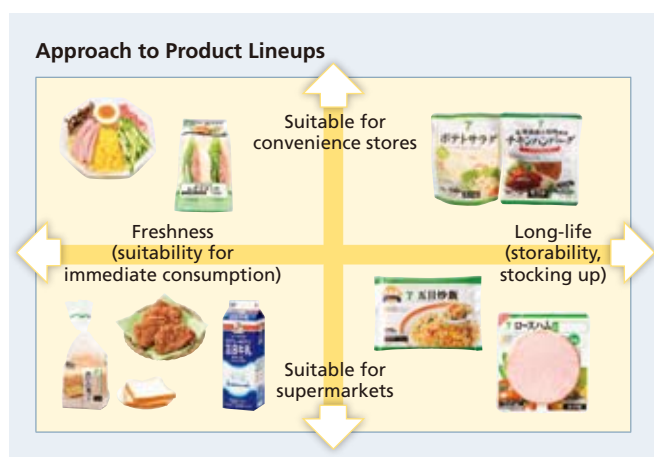 Approach to Product Lineups
Suitable for
convenience stores
ポテトサラダ
チキンハンバーグ
Freshness
(suitability for
immediate consumption)
Long-life
(storability,
stocking up)
五目炒飯
ロースハム
Suitable for
supermarkets